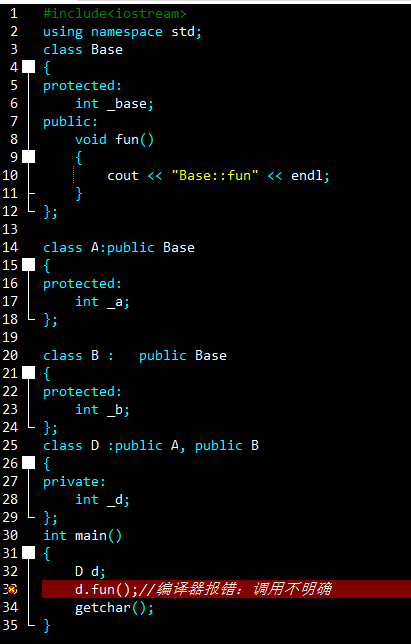 1 #include<iostream>
2 using namespace std;
3 class Base
4 {
5 protected:
6     int _base;
7 public:
8     void fun()
9     {
10         cout << "Base::fun" << endl;
11     }
12 };
13
14 class A:public Base
15 {
16 protected:
17     int _a;
18 };
19
20 class B :   public Base
21 {
22 protected:
23     int _b;
24 };
25 class D :public A, public B
26 {
27 private:
28     int _d;
29 };
30 int main()
31 {
32     D d;
33     d.fun();//编译器报错：调用不明确
34     getchar();
35 }